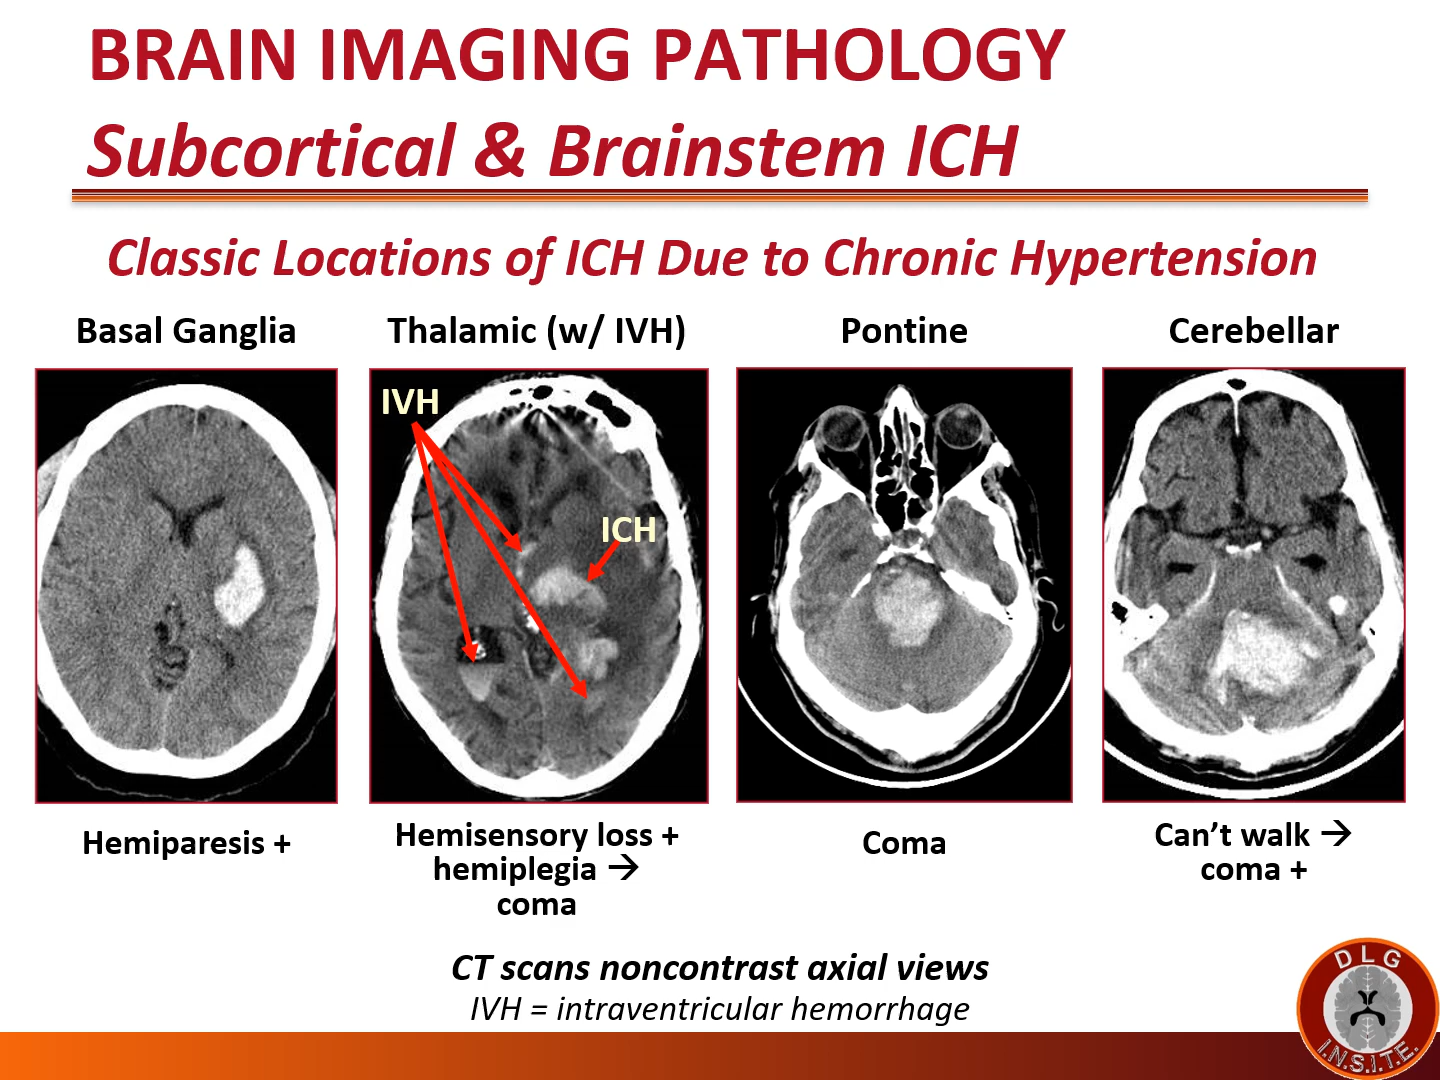 BRAIN IMAGING PATHOLOGY
Subcortical & Brainstem ICH
Classic Locations of ICH Due to Chronic Hypertension
Basal Ganglia
Thalamic (w/ IVH)
Pontine
Cerebellar
IVH
ICH
Hemiparesis +
Hemisensory loss +
hemiplegia →
coma
Coma
Can’t walk →
coma +
CT scans noncontrast axial views
IVH = intraventricular hemorrhage
DLG
I.N.S.I.T.E.